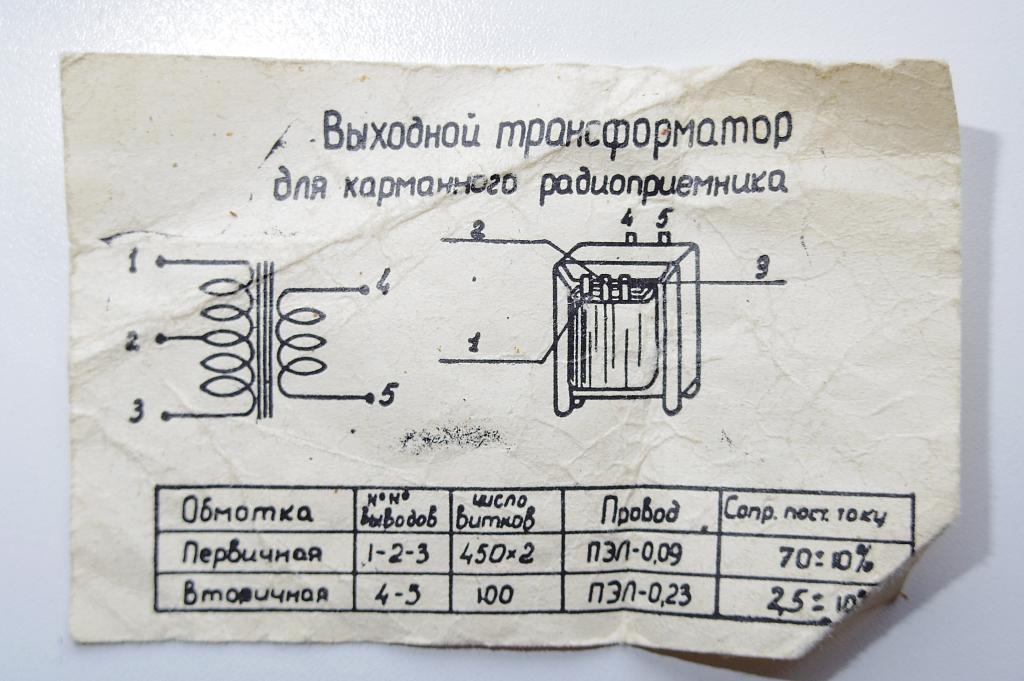 Выходной трансформатор
для карманного радиоприемника
1
2
3
4
5
2
1
4 5
3
Обмотка №№ выводов число витков Провод Сопр. пост. току
Первичная 1-2-3 450×2 ПЭЛ-0,09 70±10%
Вторичная 4-5 100 ПЭЛ-0,23 2,5± 10%